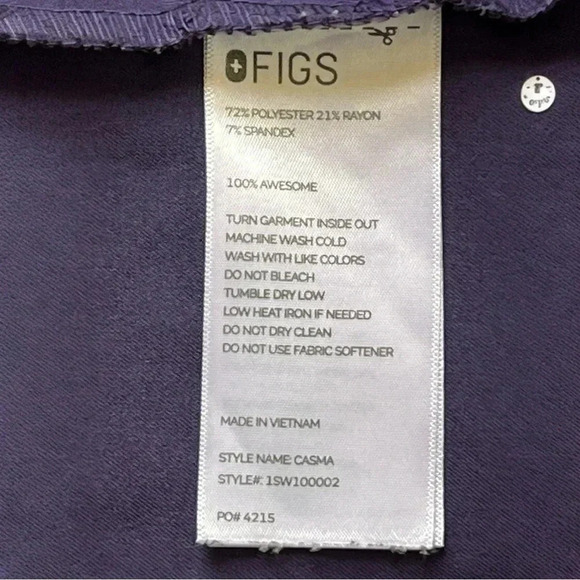 FIGS
72% POLYESTER 21% RAYON
7% SPANDEX
100% AWESOME
TURN GARMENT INSIDE OUT
MACHINE WASH COLD
WASH WITH LIKE COLORS
DO NOT BLEACH
TUMBLE DRY LOW
LOW HEAT IRON IF NEEDED
DO NOT DRY CLEAN
DO NOT USE FABRIC SOFTENER
MADE IN VIETNAM
STYLE NAME: CASMA
STYLE#: 1SW100002
PO# 4215